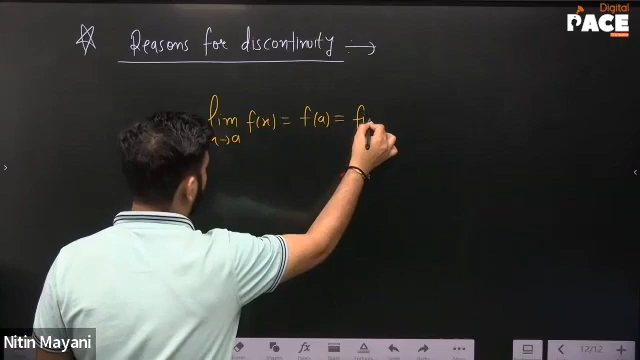 Digital
PACE
☆ Reasons for discontinuity →
lim f(x) = f(a) = f
x→a
Nitin Mayani
fx
12/12